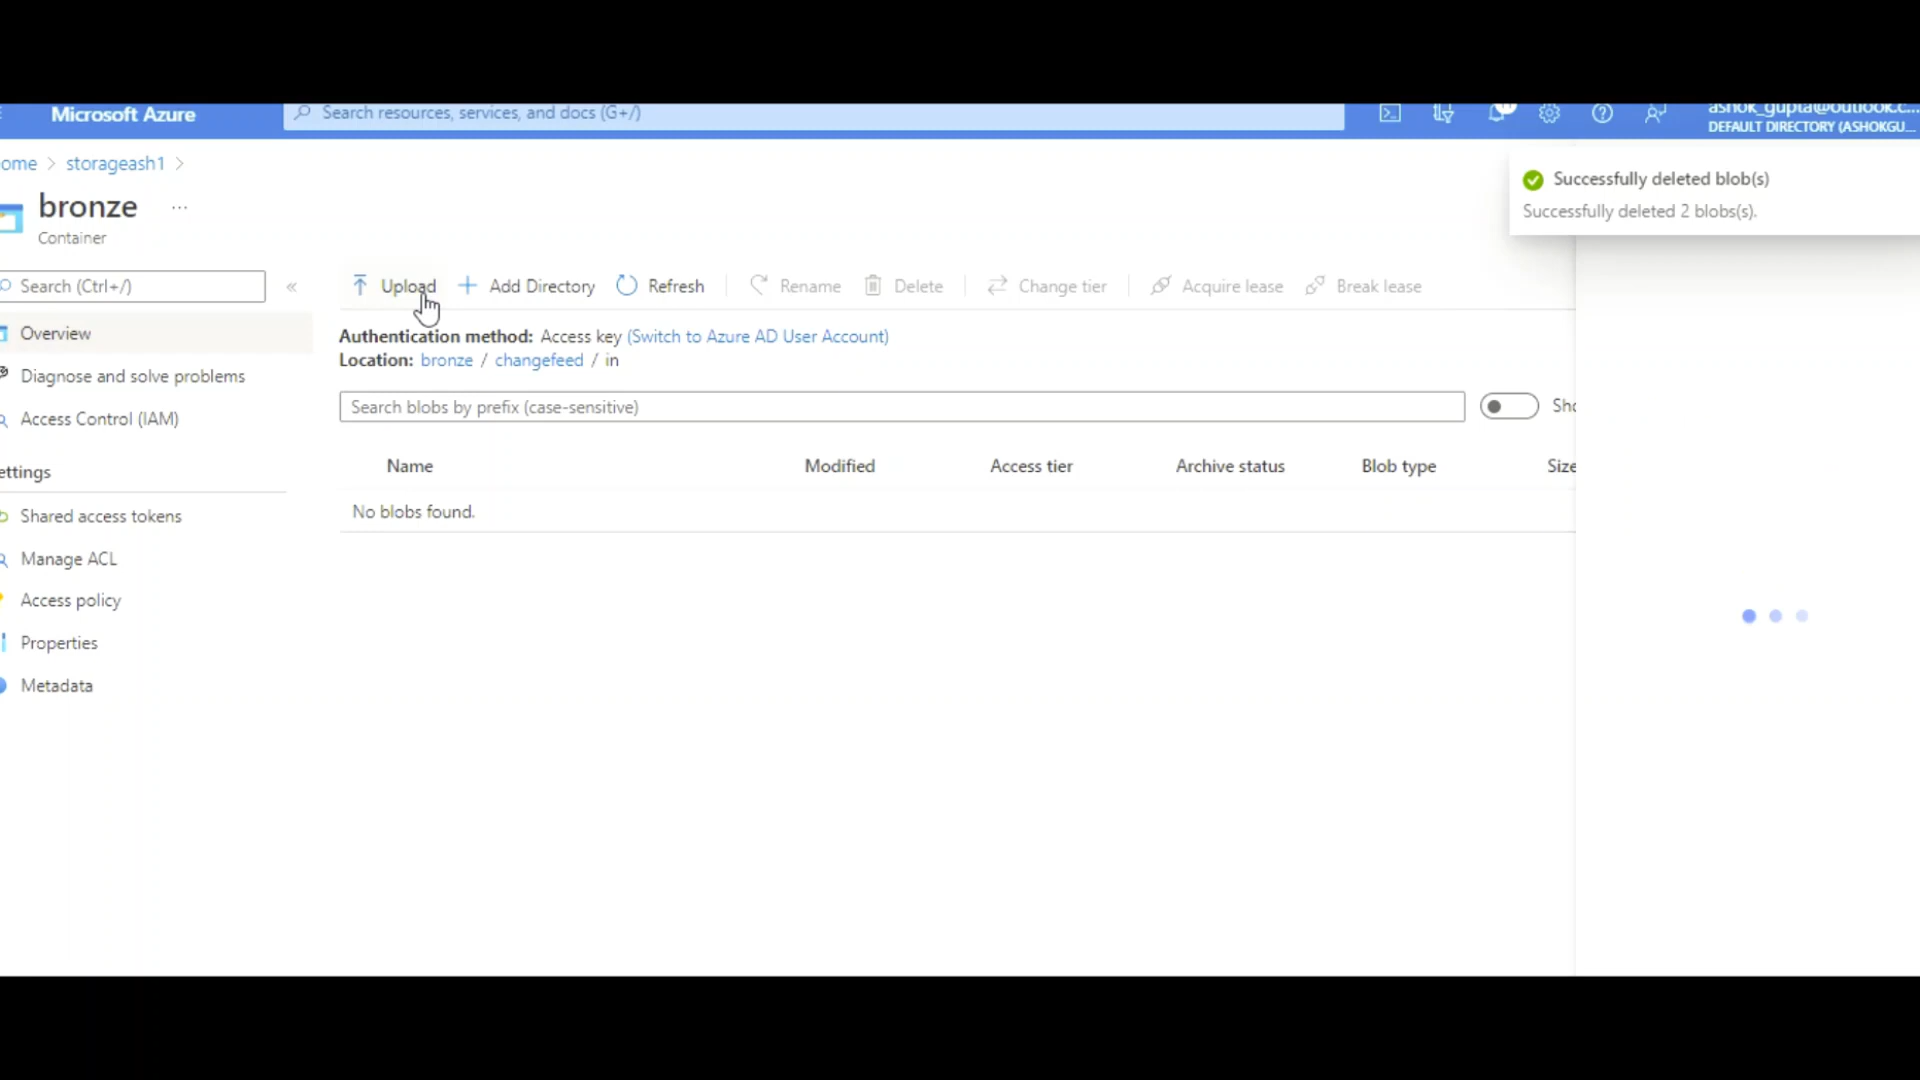 Microsoft Azure
Search resources, services, and docs (G+/)
ashok_gupta@outlook.c...
DEFAULT DIRECTORY (ASHOKGU...
ome > storageash1 >
bronze ...
Container
Successfully deleted blob(s)
Successfully deleted 2 blobs(s).
Search (Ctrl+/) «
Upload Add Directory Refresh Rename Delete Change tier Acquire lease Break lease
Overview
Diagnose and solve problems
Access Control (IAM)
ettings
Shared access tokens
Manage ACL
Access policy
Properties
Metadata
Authentication method: Access key (Switch to Azure AD User Account)
Location: bronze / changefeed / in
Search blobs by prefix (case-sensitive)
Sho
Name Modified Access tier Archive status Blob type Size
No blobs found.